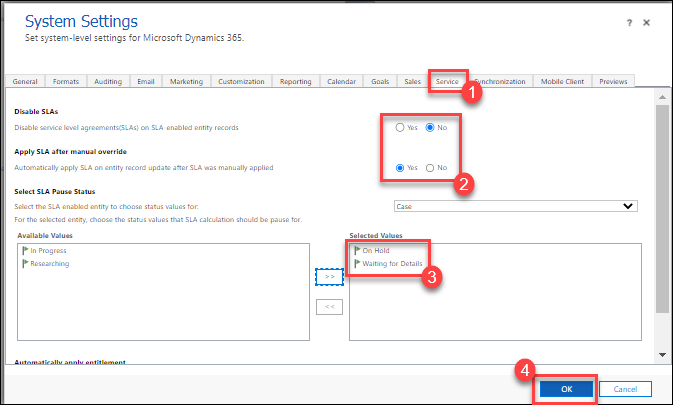 System Settings
Set system-level settings for Microsoft Dynamics 365.
? ×
General Formats Auditing Email Marketing Customization Reporting Calendar Goals Sales Service Synchronization Mobile Client Previews
1
Disable SLAs
Disable service level agreements(SLAs) on SLA enabled entity records
Yes No
Apply SLA after manual override
Automatically apply SLA on entity record update after SLA was manually applied
Yes No
2
Select SLA Pause Status
Select the SLA enabled entity to choose status values for:
Case
For the selected entity, choose the status values that SLA calculation should be pause for.
Available Values
In Progress
Researching
>>
<<
Selected Values
On Hold
Waiting for Details
3
Automatically apply entitlement
4
OK
Cancel